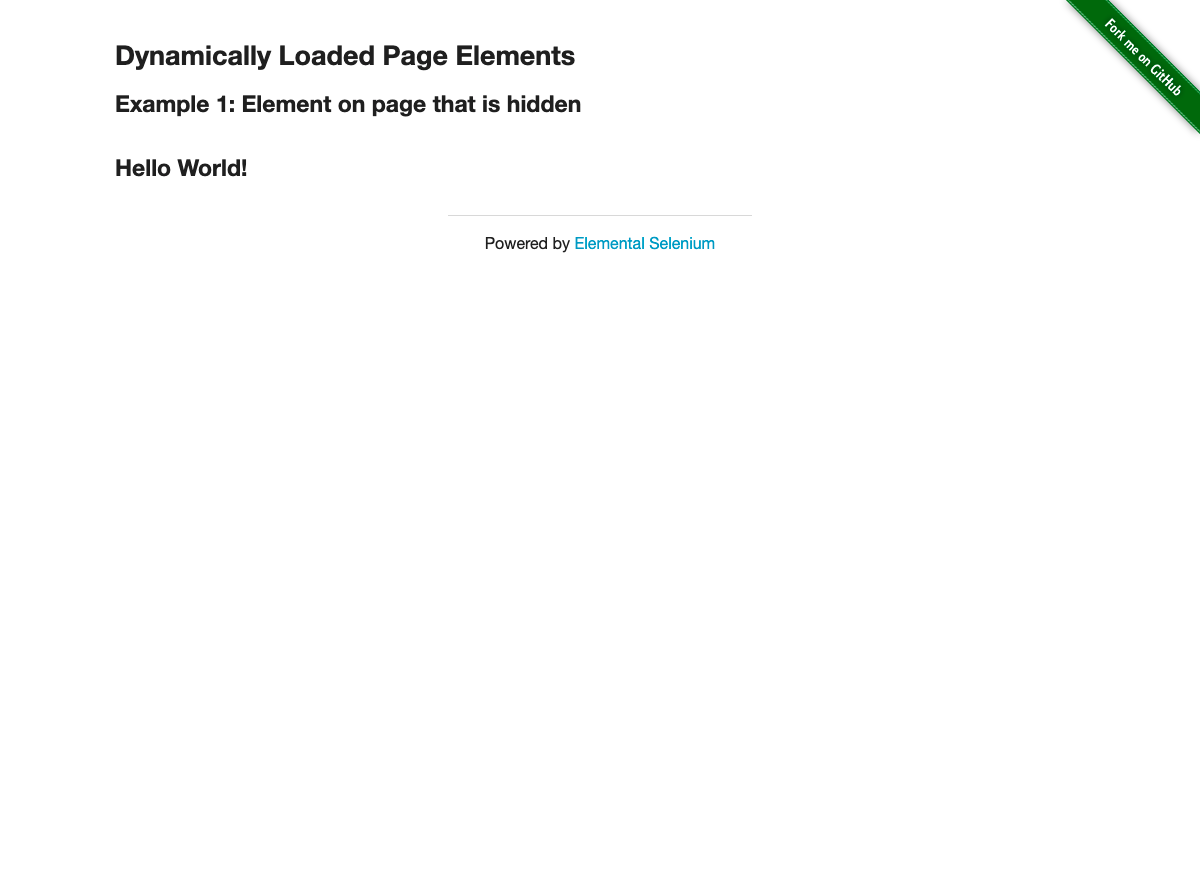 Dynamically Loaded Page Elements
Example 1: Element on page that is hidden
Hello World!
Powered by Elemental Selenium
Fork me on GitHub